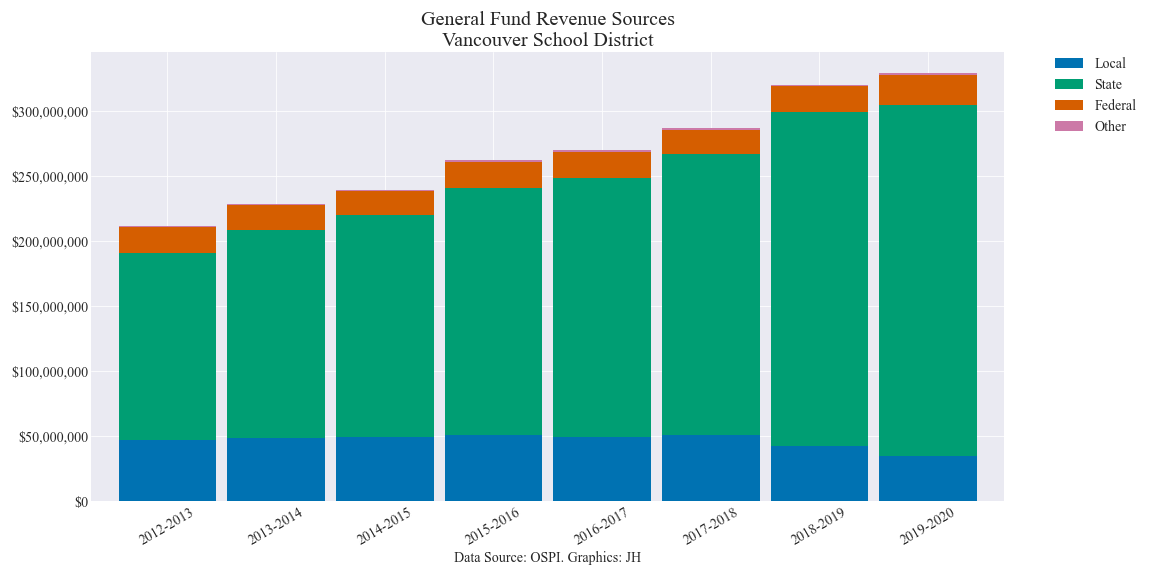 General Fund Revenue Sources
Vancouver School District
Local
State
Federal
Other
$300,000,000
$250,000,000
$200,000,000
$150,000,000
$100,000,000
$50,000,000
$0
2012-2013
2013-2014
2014-2015
2015-2016
2016-2017
2017-2018
2018-2019
2019-2020
Data Source: OSPI. Graphics: JH